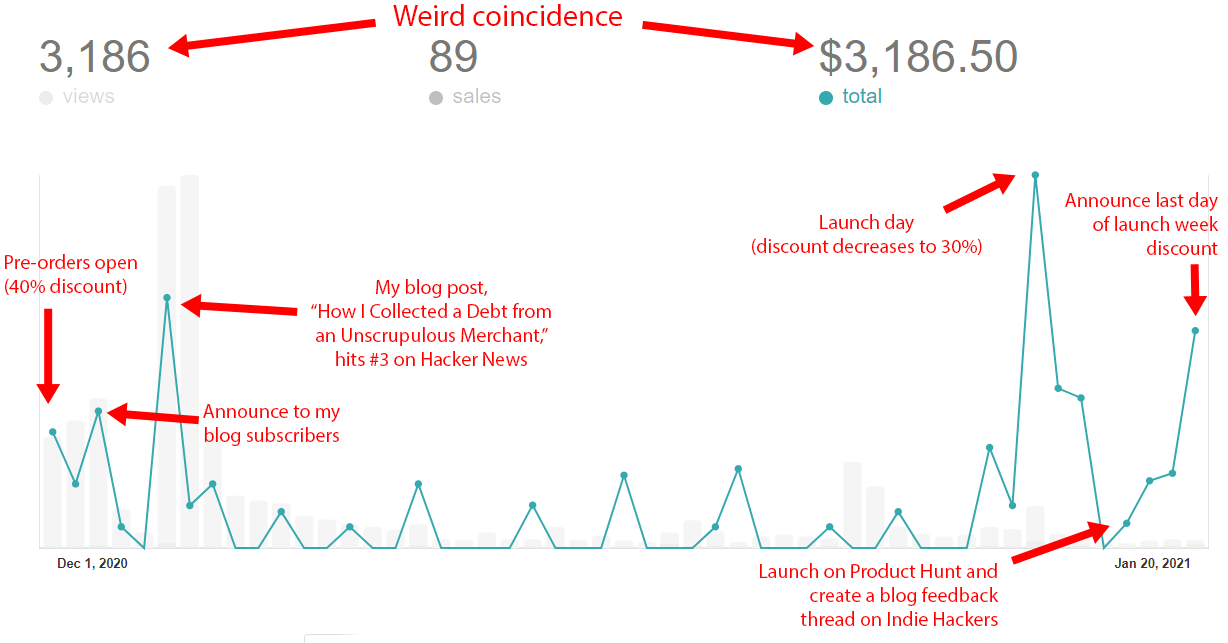 Weird coincidence
3,186
views
89
sales
$3,186.50
total
Pre-orders open
(40% discount)
Announce to my
blog subscribers
My blog post,
“How I Collected a Debt from
an Unscrupulous Merchant,”
hits #3 on Hacker News
Launch day
(discount decreases to 30%)
Announce last day
of launch week
discount
Launch on Product Hunt and
create a blog feedback
thread on Indie Hackers
Dec 1, 2020
Jan 20, 2021